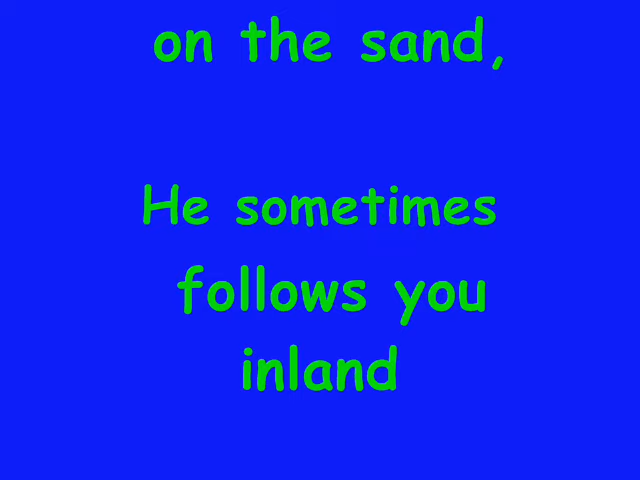 on the sand,
He sometimes
follows you
inland